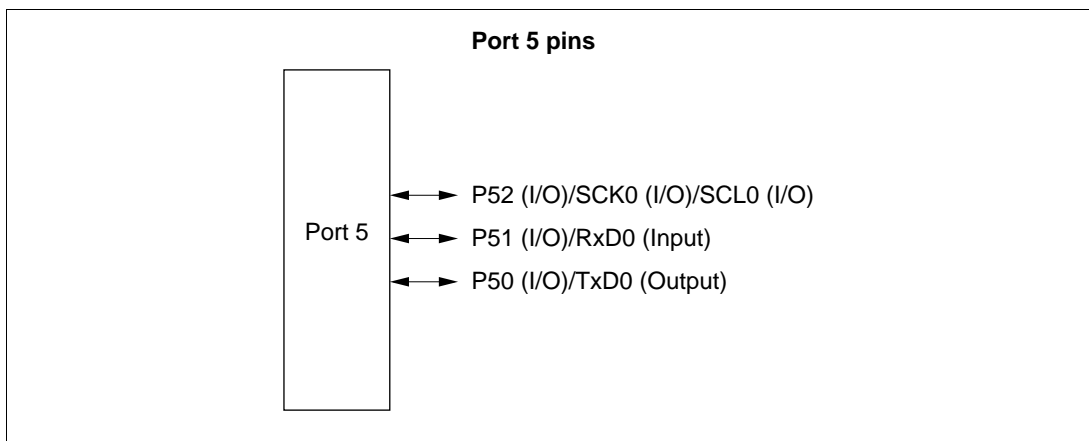 Port 5 pins
P52 (I/O)/SCK0 (I/O)/SCL0 (I/O)
Port 5
P51 (I/O)/RxD0 (Input)
P50 (I/O)/TxD0 (Output)